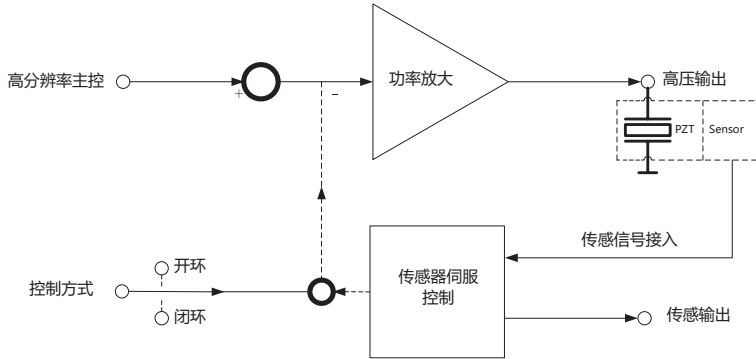 高分辨率主控
+
-
功率放大
高压输出
PZT
Sensor
传感信号接入
开环
控制方式
闭环
传感器伺服
控制
传感输出